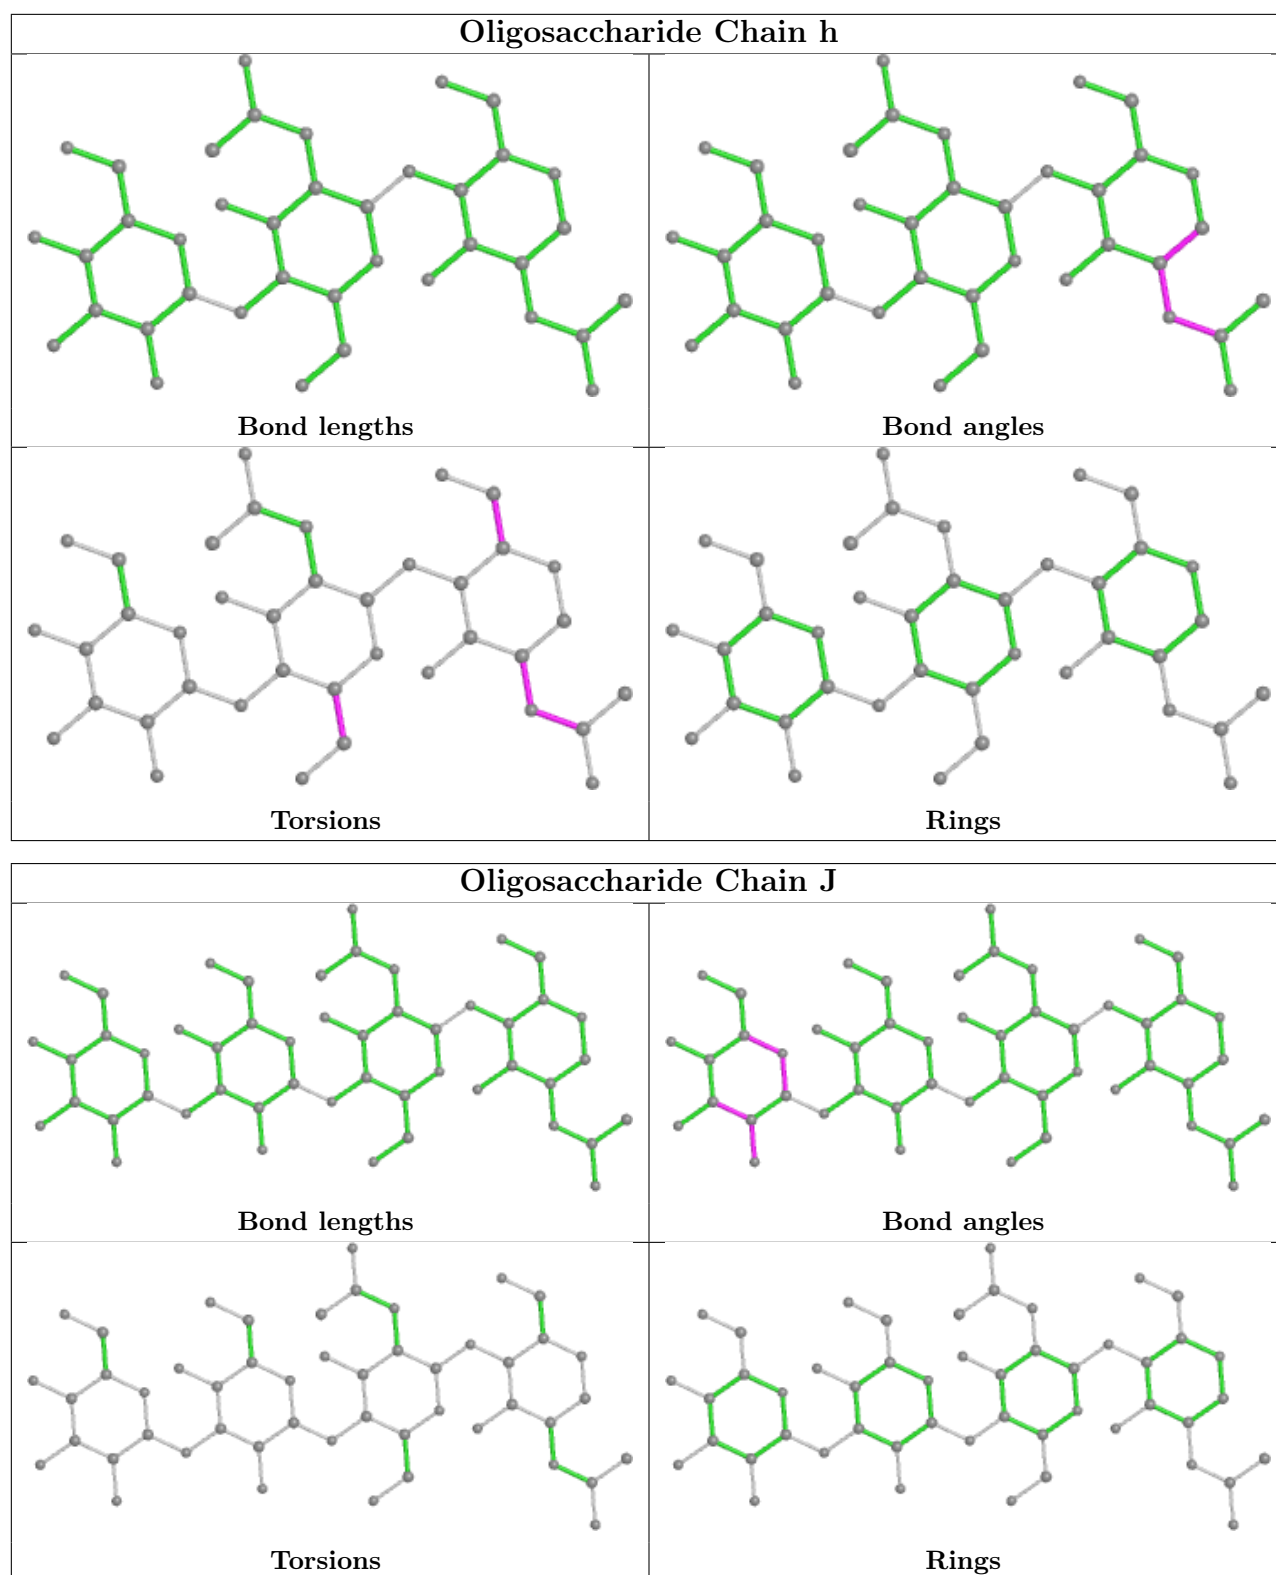 Oligosaccharide Chain h
Bond lengths
Bond angles
Torsions
Rings
Oligosaccharide Chain J
Bond lengths
Bond angles
Torsions
Rings